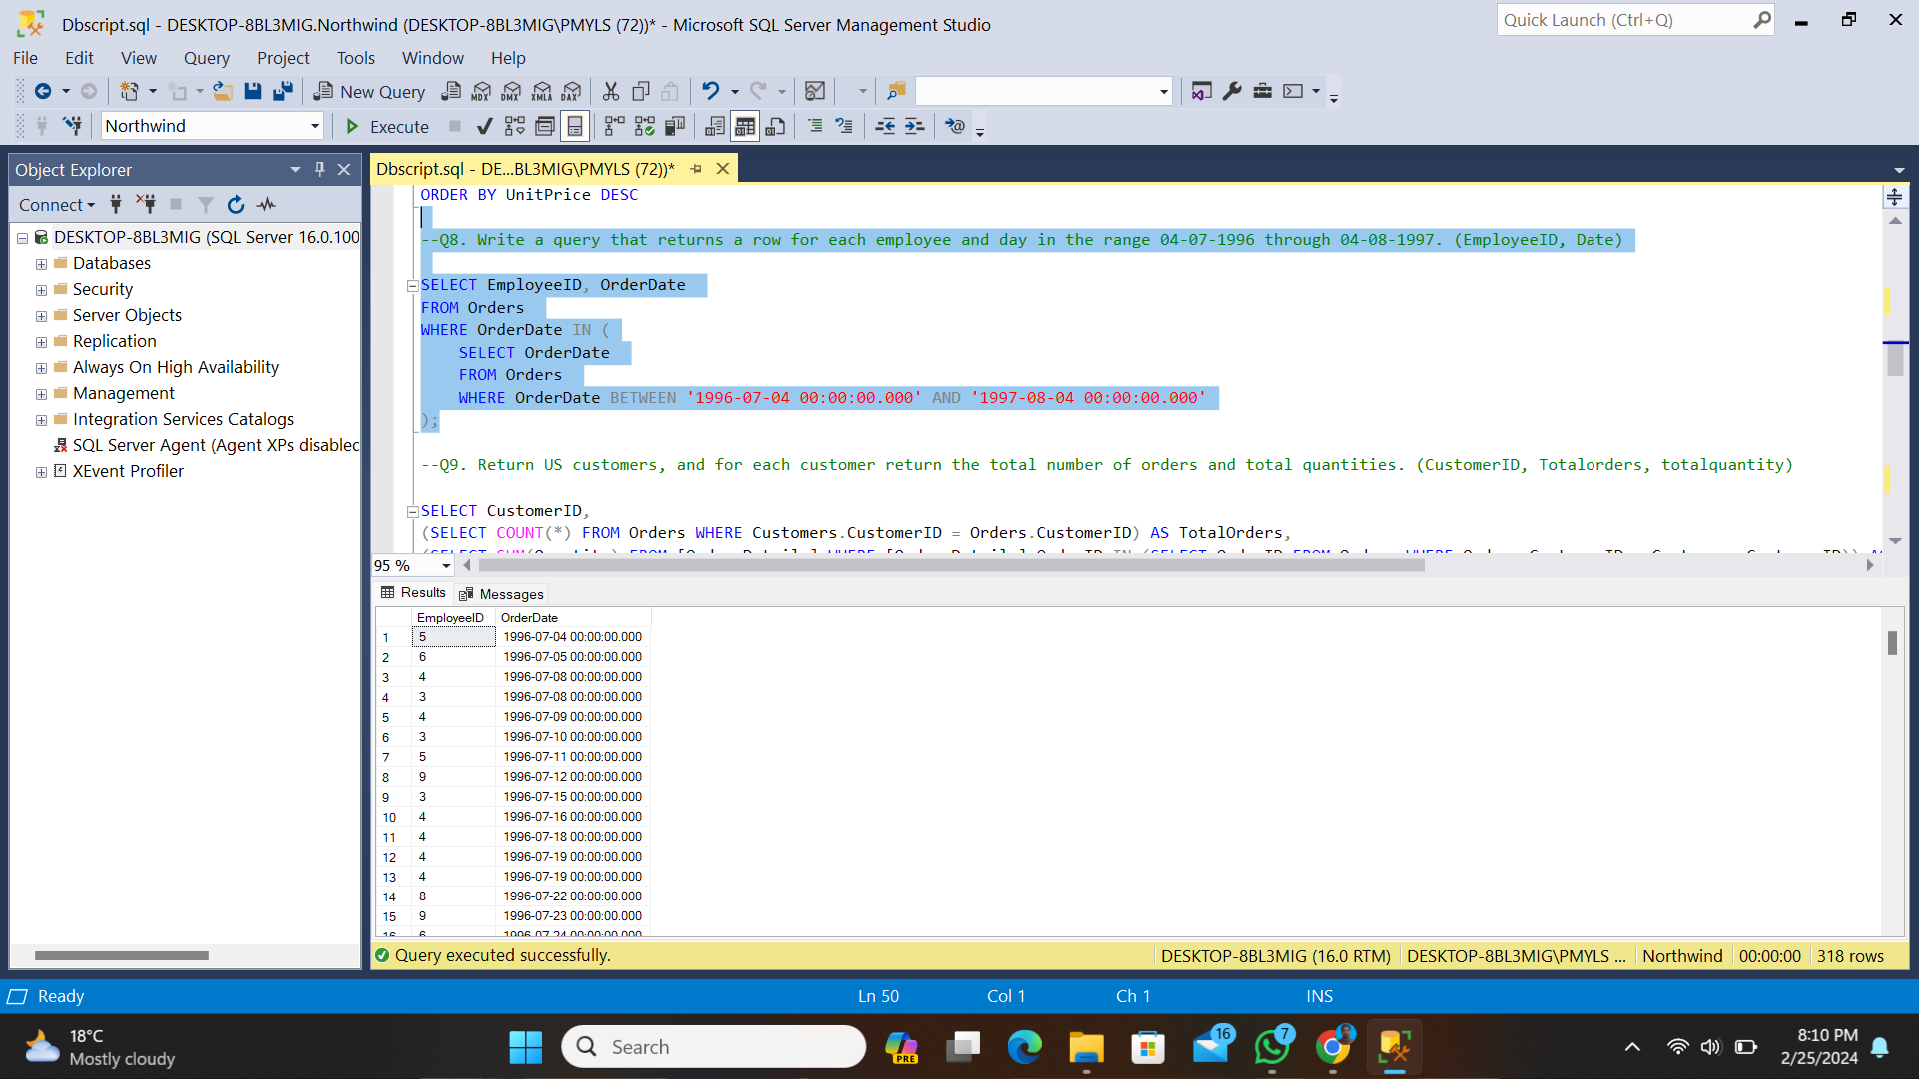 Dbscript.sql - DESKTOP-8BL3MIG.Northwind (DESKTOP-8BL3MIG\PMYLS (72))* - Microsoft SQL Server Management Studio
Quick Launch (Ctrl+Q)
File Edit View Query Project Tools Window Help
New Query MDX DMX XMLA DAX
Northwind Execute
Object Explorer
Dbscript.sql - DE...BL3MIG\PMYLS (72))*
Connect
DESKTOP-8BL3MIG (SQL Server 16.0.100
Databases
Security
Server Objects
Replication
Always On High Availability
Management
Integration Services Catalogs
SQL Server Agent (Agent XPs disabled
XEvent Profiler
ORDER BY UnitPrice DESC
--Q8. Write a query that returns a row for each employee and day in the range 04-07-1996 through 04-08-1997. (EmployeeID, Date)
SELECT EmployeeID, OrderDate
FROM Orders
WHERE OrderDate IN (
SELECT OrderDate
FROM Orders
WHERE OrderDate BETWEEN '1996-07-04 00:00:00.000' AND '1997-08-04 00:00:00.000'
);
--Q9. Return US customers, and for each customer return the total number of orders and total quantities. (CustomerID, Totalorders, totalquantity)
SELECT CustomerID,
(SELECT COUNT(*) FROM Orders WHERE Customers.CustomerID = Orders.CustomerID) AS TotalOrders,
95 %
Results Messages
EmployeeID OrderDate
1 5 1996-07-04 00:00:00.000
2 6 1996-07-05 00:00:00.000
3 4 1996-07-08 00:00:00.000
4 3 1996-07-08 00:00:00.000
5 4 1996-07-09 00:00:00.000
6 3 1996-07-10 00:00:00.000
7 5 1996-07-11 00:00:00.000
8 9 1996-07-12 00:00:00.000
9 3 1996-07-15 00:00:00.000
10 4 1996-07-16 00:00:00.000
11 4 1996-07-18 00:00:00.000
12 4 1996-07-19 00:00:00.000
13 4 1996-07-19 00:00:00.000
14 8 1996-07-22 00:00:00.000
15 9 1996-07-23 00:00:00.000
16 6 1996-07-24 00:00:00.000
Query executed successfully.
DESKTOP-8BL3MIG (16.0 RTM) DESKTOP-8BL3MIG\PMYLS ... Northwind 00:00:00 318 rows
Ready Ln 50 Col 1 Ch 1 INS
18°C
Mostly cloudy
Search
PRE
16
7
8:10 PM
2/25/2024